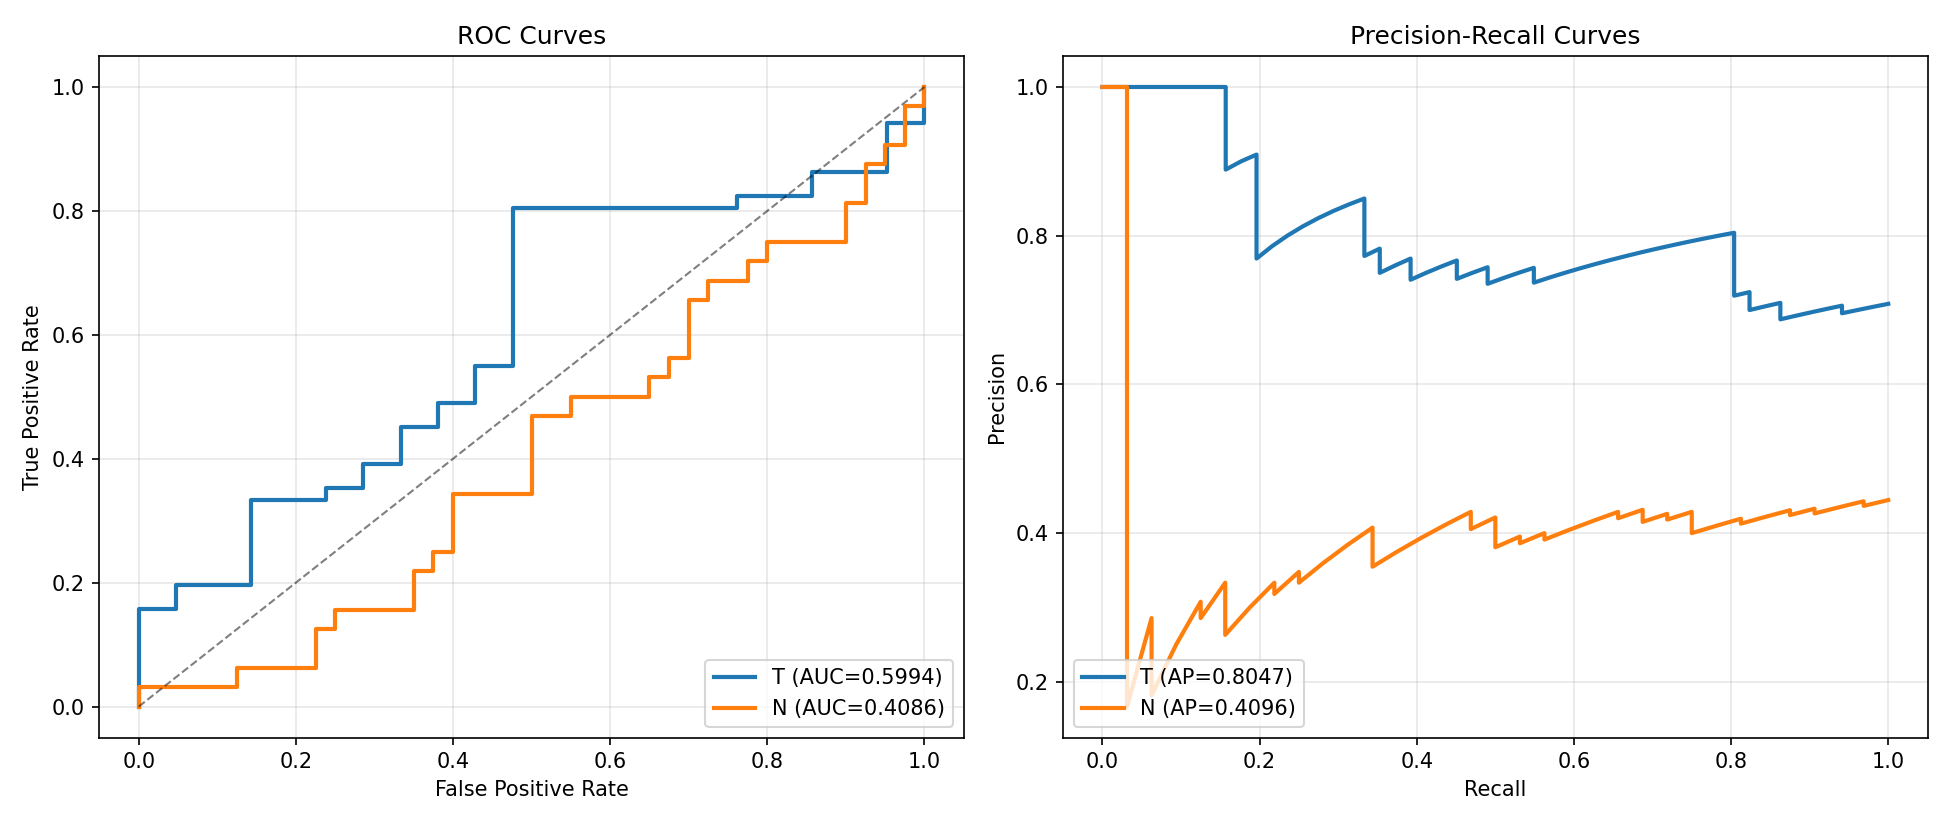 ROC Curves
True Positive Rate
1.0
0.8
0.6
0.4
0.2
0.0
T (AUC=0.5994)
N (AUC=0.4086)
0.0 0.2 0.4 0.6 0.8 1.0
False Positive Rate
Precision-Recall Curves
Precision
1.0
0.8
0.6
0.4
0.2
T (AP=0.8047)
N (AP=0.4096)
0.0 0.2 0.4 0.6 0.8 1.0
Recall